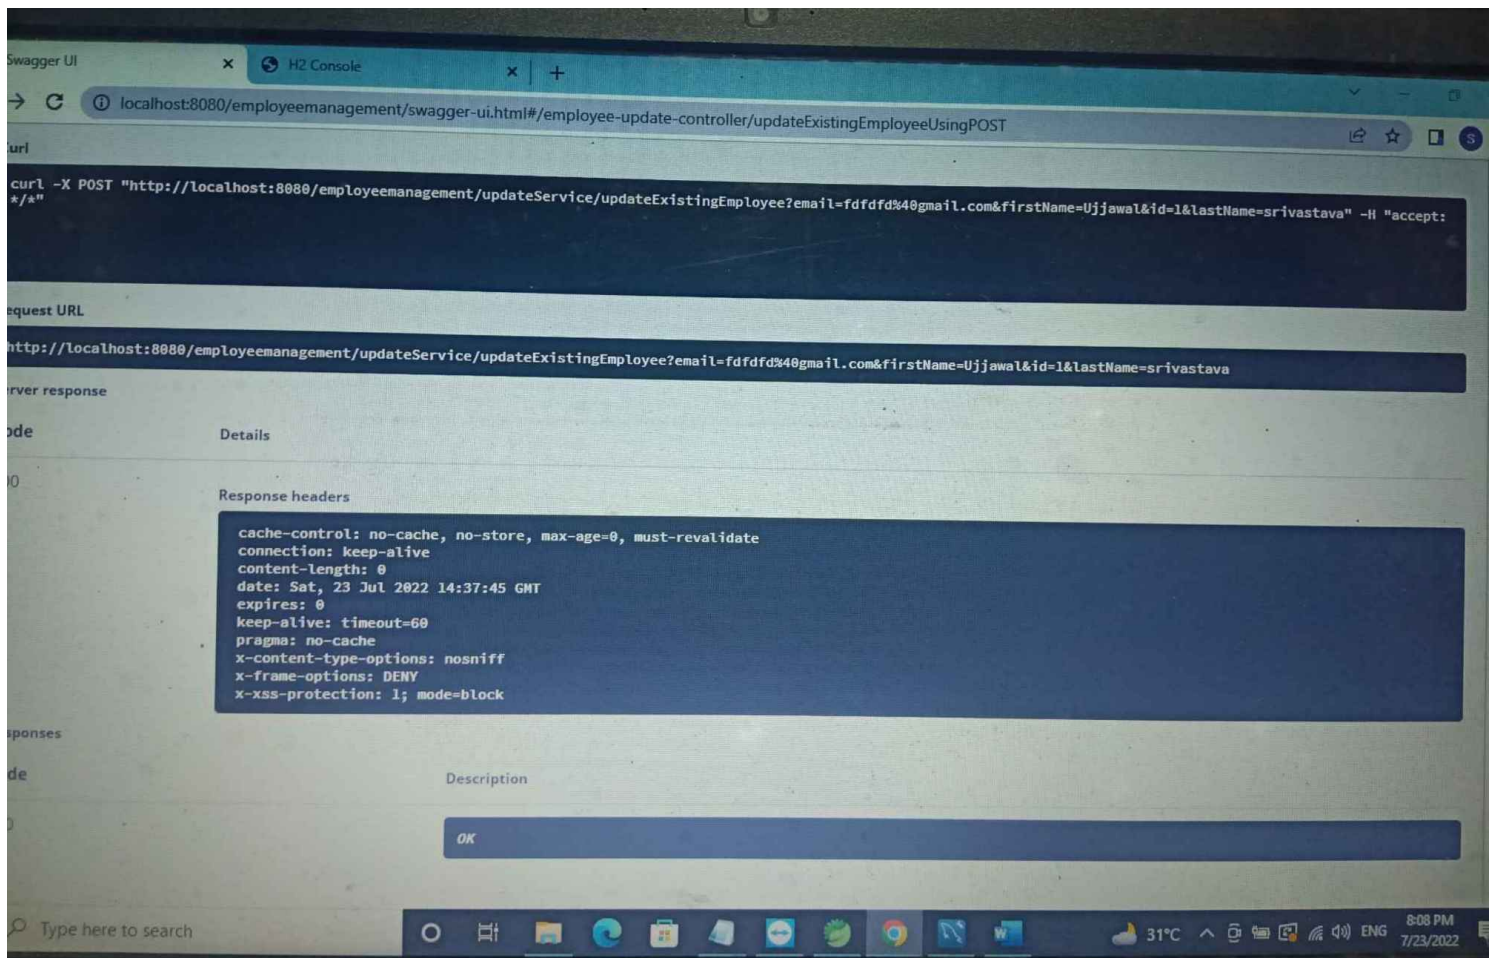 Swagger UI
H2 Console
localhost:8080/employeemanagement/swagger-ui.html#/employee-update-controller/updateExistingEmployeeUsingPOST
S
url
curl -X POST "http://localhost:8080/employeemanagement/updateService/updateExistingEmployee?email=fdfdfd%40gmail.com&firstName=Ujjawal&id=1&lastName=srivastava" -H "accept:
*/*"
equest URL
http://localhost:8080/employeemanagement/updateService/updateExistingEmployee?email=fdfdfd%40gmail.com&firstName=Ujjawal&id=1&lastName=srivastava
rver response
ode Details
00
Response headers
cache-control: no-cache, no-store, max-age=0, must-revalidate
connection: keep-alive
content-length: 0
date: Sat, 23 Jul 2022 14:37:45 GMT
expires: 0
keep-alive: timeout=60
pragma: no-cache
x-content-type-options: nosniff
x-frame-options: DENY
x-xss-protection: 1; mode=block
sponses
de Description
0
OK
Type here to search
31°C
ENG
8:08 PM
7/23/2022